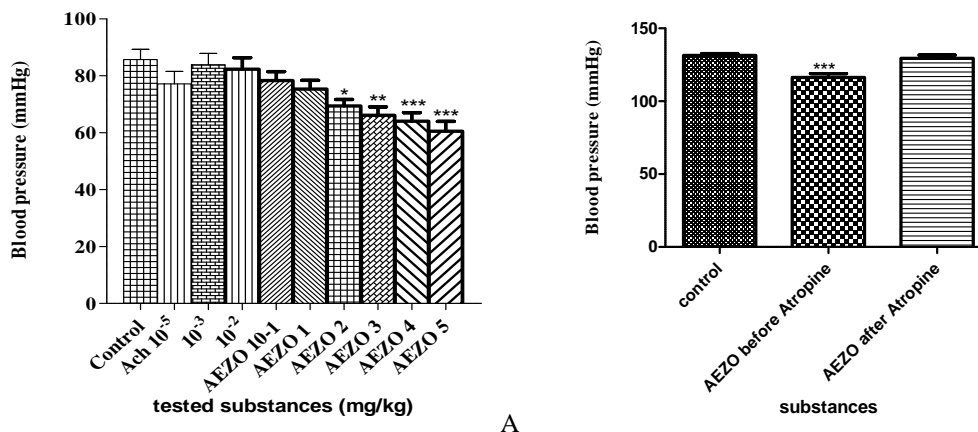 Blood pressure (mmHg)
100
80
60
40
20
0
*
**
***
***
Control
Ach 10-5
10-3
10-2
AEZO 10-1
AEZO 1
AEZO 2
AEZO 3
AEZO 4
AEZO 5
tested substances (mg/kg)
A
Blood pressure (mmHg)
150
100
50
0
***
control
AEZO before Atropine
AEZO after Atropine
substances